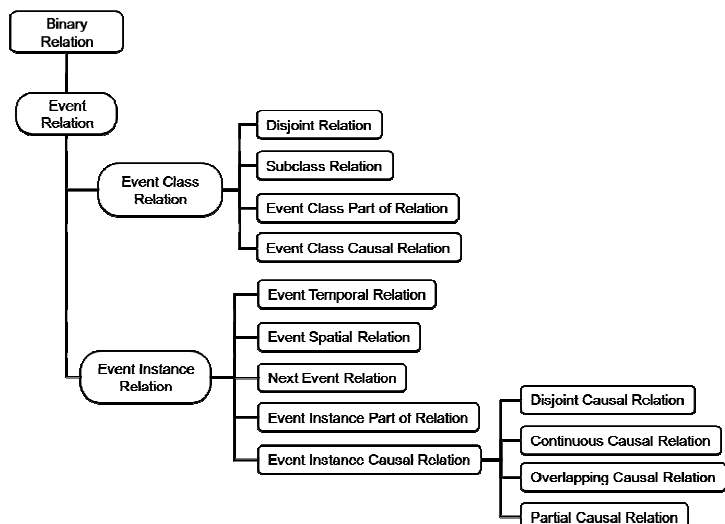 Binary
Relation
Event
Relation
Event Class
Relation
Disjoint Relation
Subclass Relation
Event Class Part of Relation
Event Class Causal Relation
Event Instance
Relation
Event Temporal Relation
Event Spatial Relation
Next Event Relation
Event Instance Part of Relation
Event Instance Causal Relation
Disjoint Causal Relation
Continuous Causal Relation
Overlapping Causal Relation
Partial Causal Relation